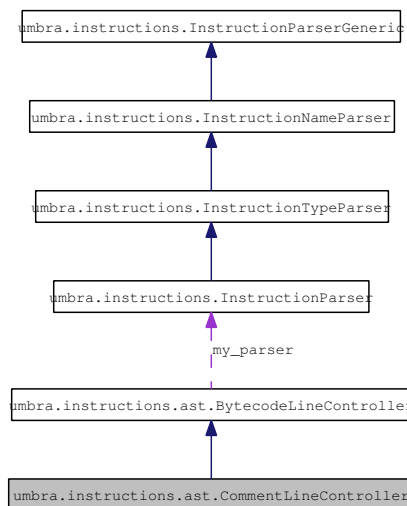 umbra.instructions.InstructionParserGeneric
umbra.instructions.InstructionNameParser
umbra.instructions.InstructionTypeParser
umbra.instructions.InstructionParser
my_parser
umbra.instructions.ast.BytecodeLineController
umbra.instructions.ast.CommentLineController